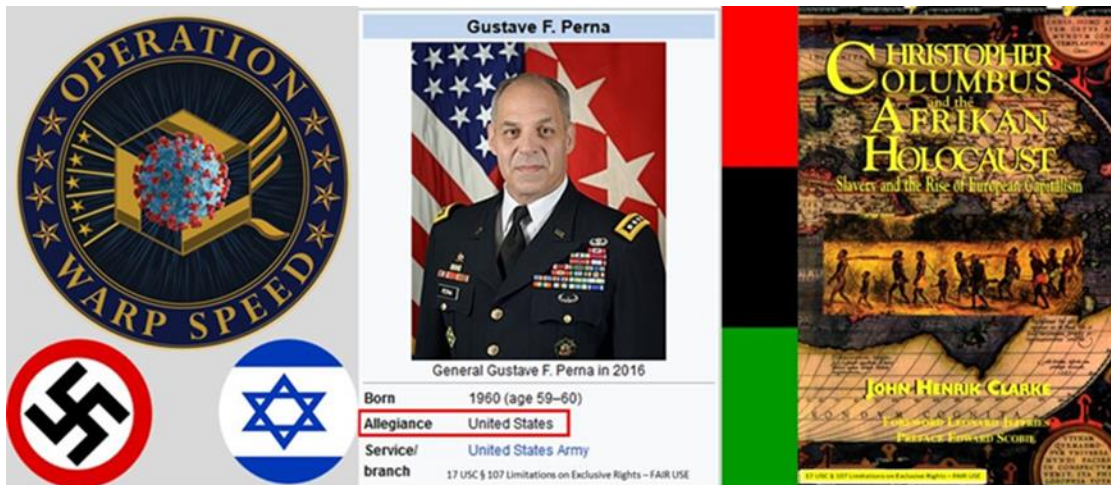 OPERATION
WARP SPEED
Gustave F. Perna
General Gustave F. Perna in 2016
Born 1960 (age 59–60)
Allegiance United States
Service/ United States Army
branch
17 USC § 107 Limitations on Exclusive Rights – FAIR USE
CHRISTOPHER
COLUMBUS
and the
AFRIKAN
HOLOCAUST
Slavery and the Rise of European Capitalism
JOHN HENRIK CLARKE
FOREWORD LEONARD JEFFRIES
PREFACE EDWARD SCOBIE
17 USC § 107 Limitations on Exclusive Rights – FAIR USE